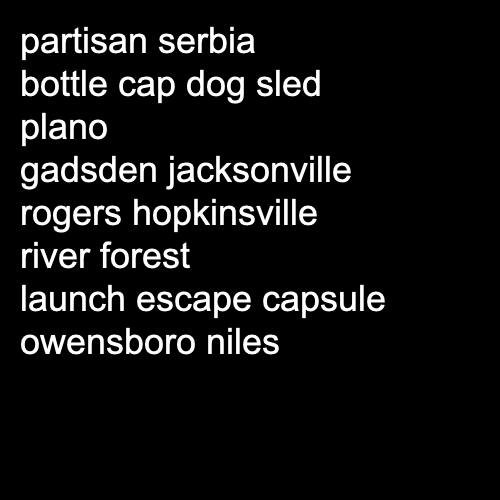 partisan serbia
bottle cap dog sled
plano
gadsden jacksonville
rogers hopkinsville
river forest
launch escape capsule
owensboro niles